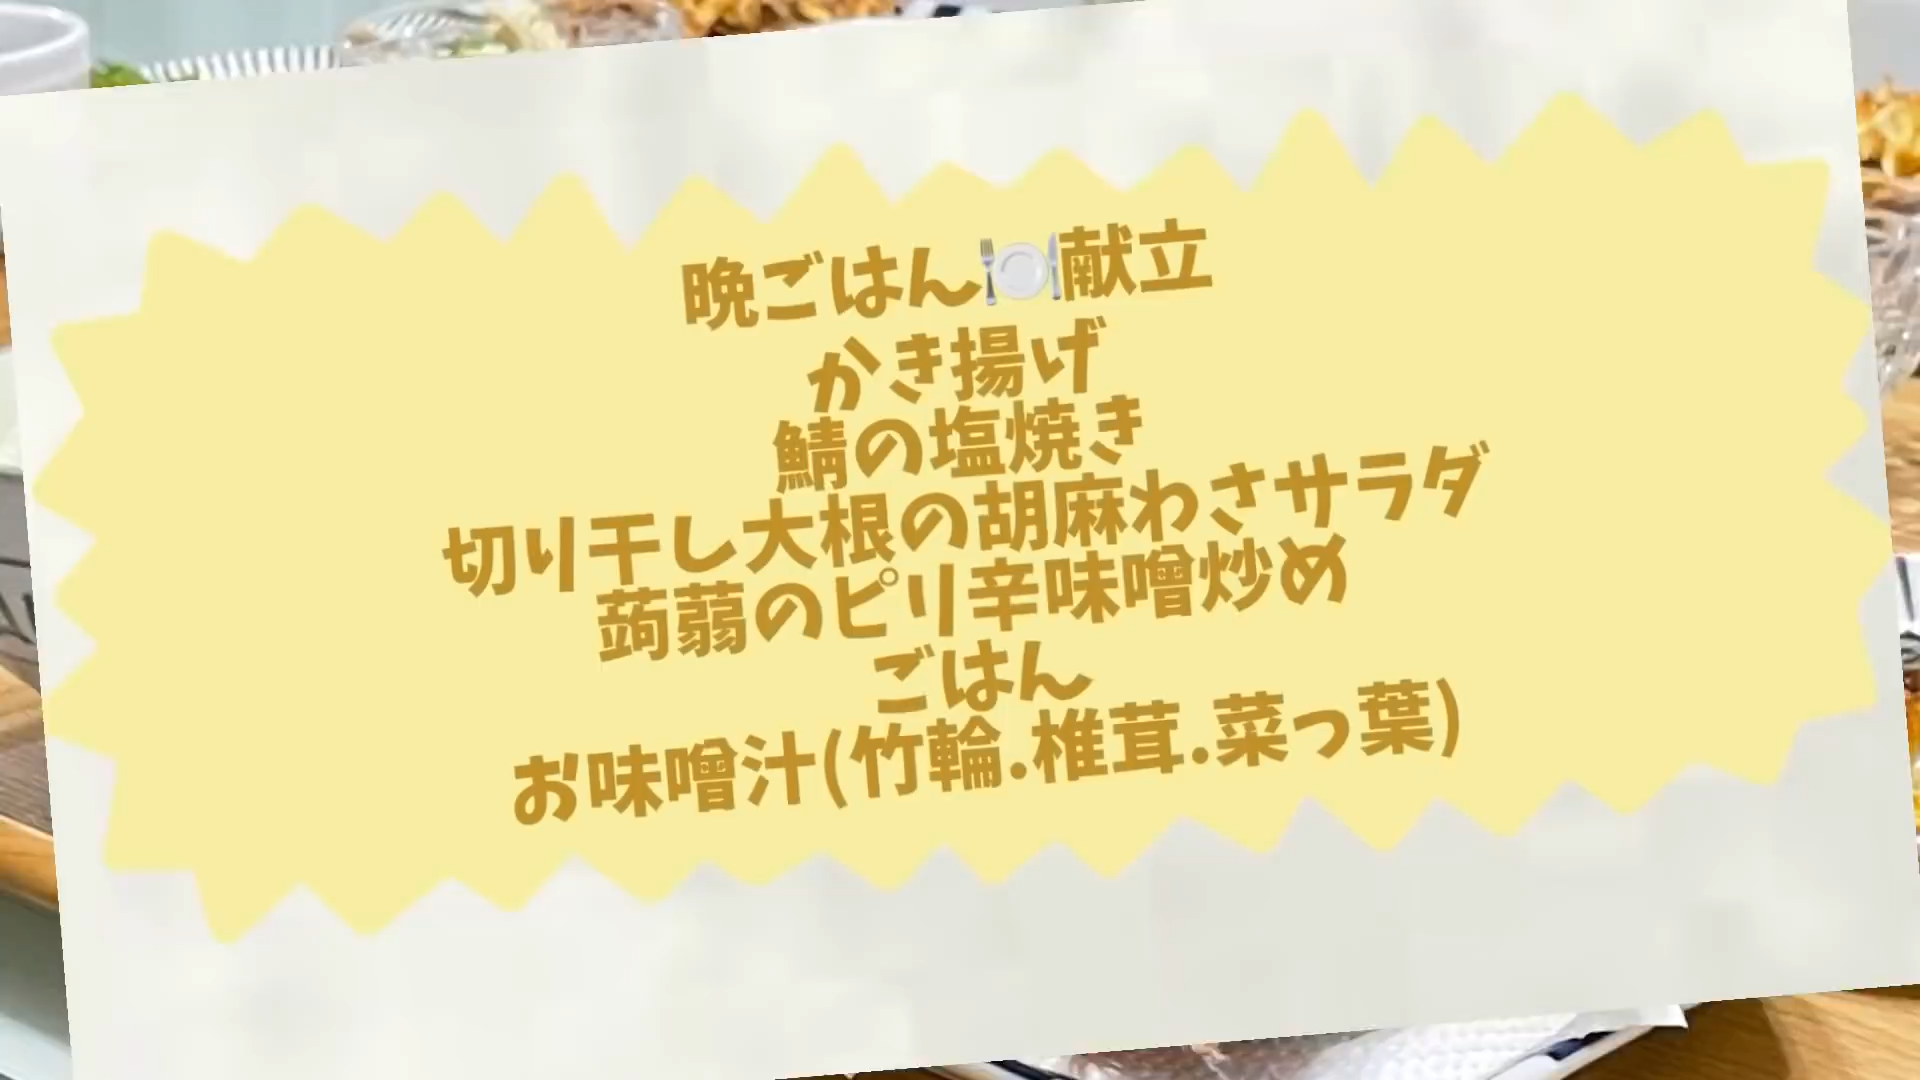 晩ごはん🍽️献立
かき揚げ
鯖の塩焼き
切り干し大根の胡麻わさサラダ
蒟蒻のピリ辛味噌炒め
ごはん
お味噌汁(竹輪.椎茸.菜っ葉)